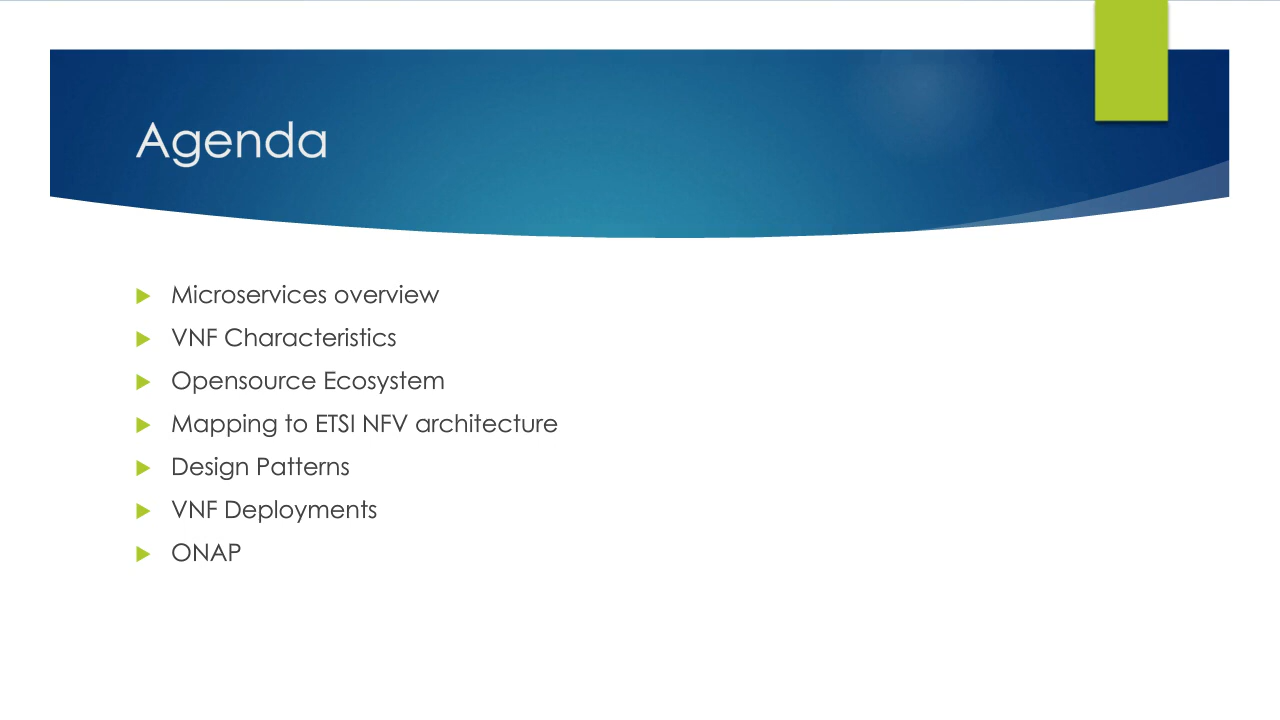 Agenda
Microservices overview
VNF Characteristics
Opensource Ecosystem
Mapping to ETSI NFV architecture
Design Patterns
VNF Deployments
ONAP